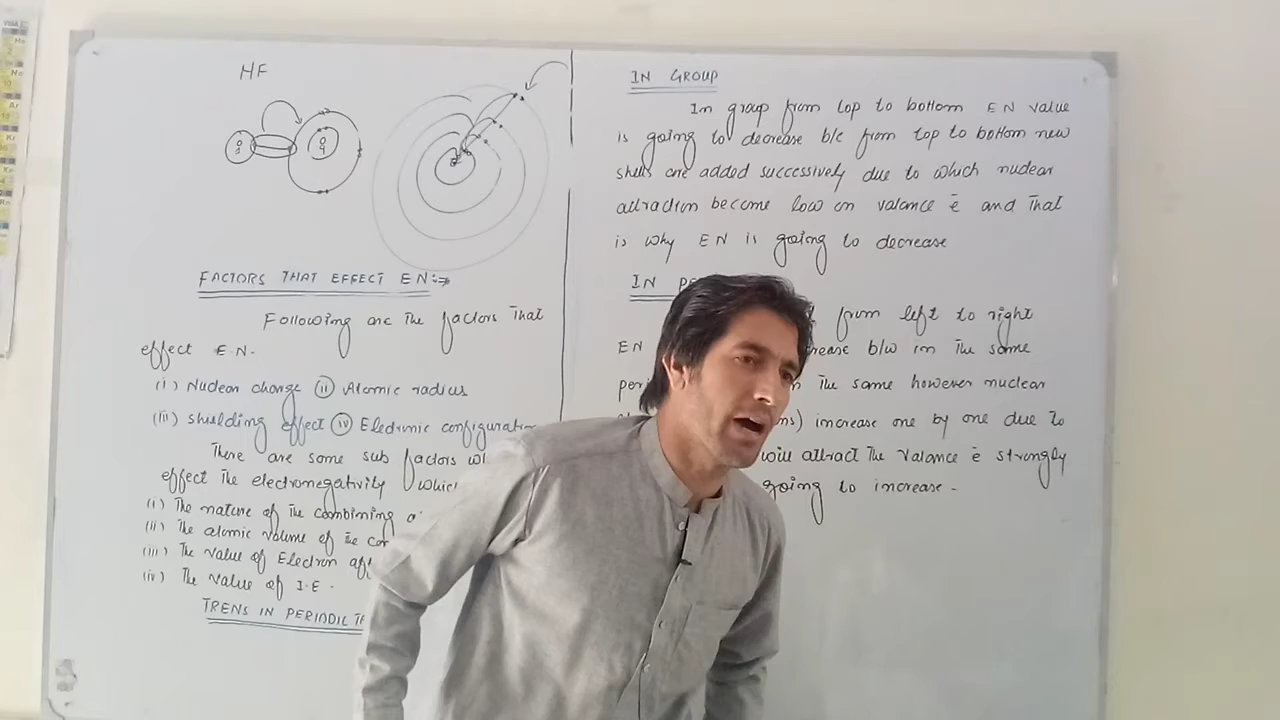 HF
FACTORS THAT EFFECT EN:→
Following are The factors That
effect E.N.
(i) Nuclear charge (ii) Atomic radius
(iii) shielding effect (iv) Eledronic configuration
There are some sub factors
effect The electronegativity which
(i) The nature of The combining
(ii) The atomic volume of The
(iii) The value of Electron
(iv) The value of I.E.
TRENS IN PERIODIC
IN GROUP
In group from top to bottom EN value
is going to decrease b/c from top to bottom new
shells are added successively due to which nuclear
attraction become low on valance ē and That
is why EN is going to decrease
IN
from left to right
EN b/w in The same
The same however nuclear
increase one by one due to
will attract The valance ē strongly
going to increase -